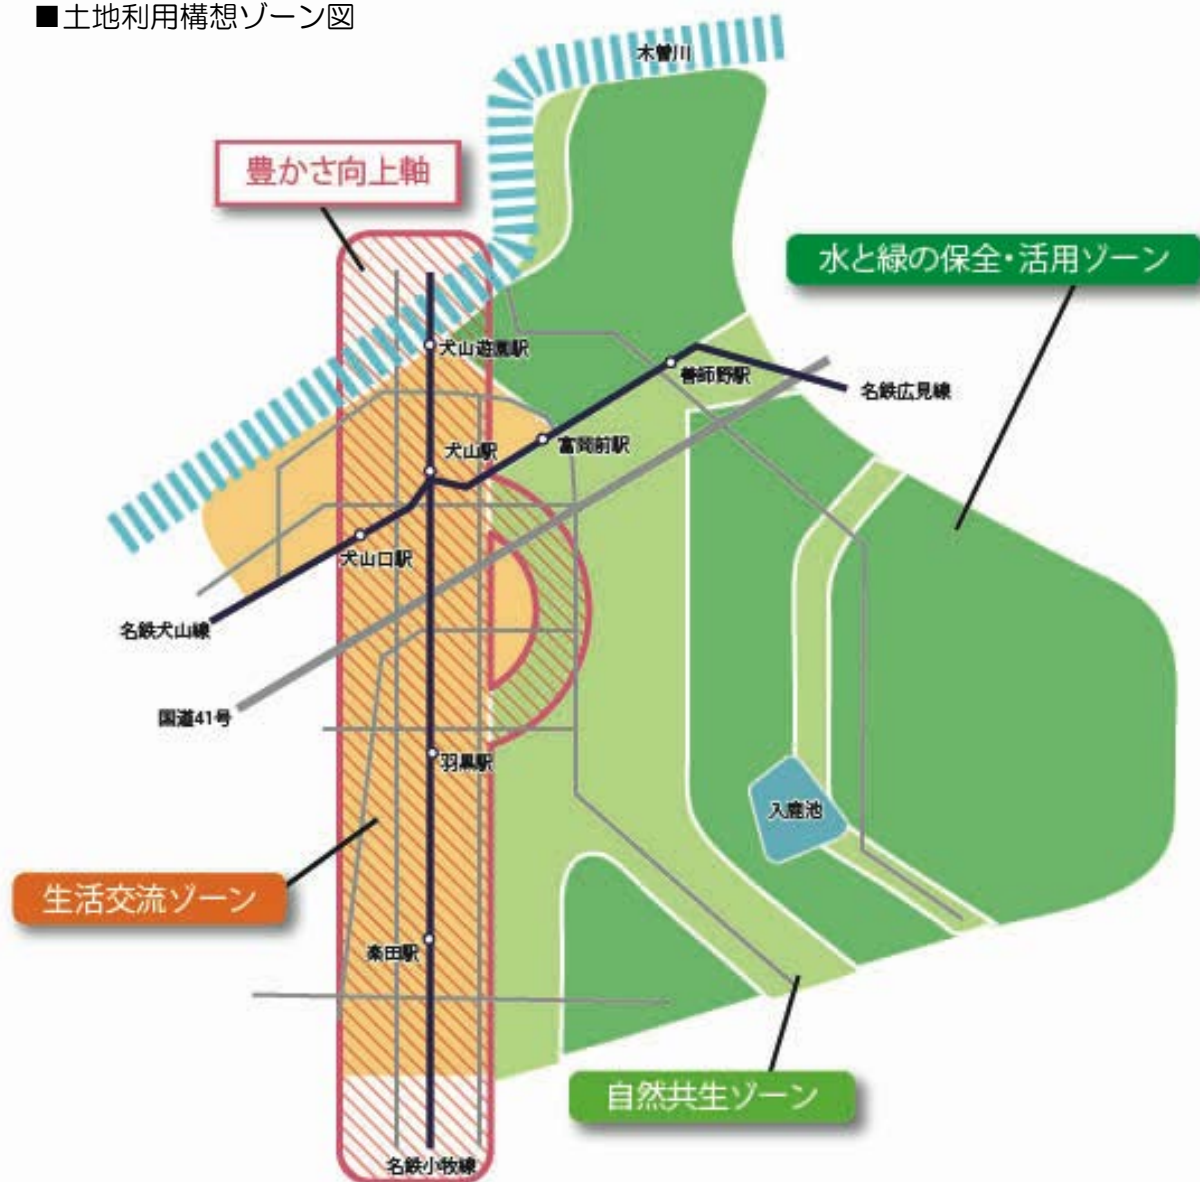 ■土地利用構想ゾーン図
木曽川
豊かさ向上軸
水と緑の保全・活用ゾーン
犬山遊園駅
善師野駅
名鉄広見線
犬山駅
富岡前駅
犬山口駅
名鉄犬山線
国道41号
羽黒駅
入鹿池
生活交流ゾーン
楽田駅
自然共生ゾーン
名鉄小牧線